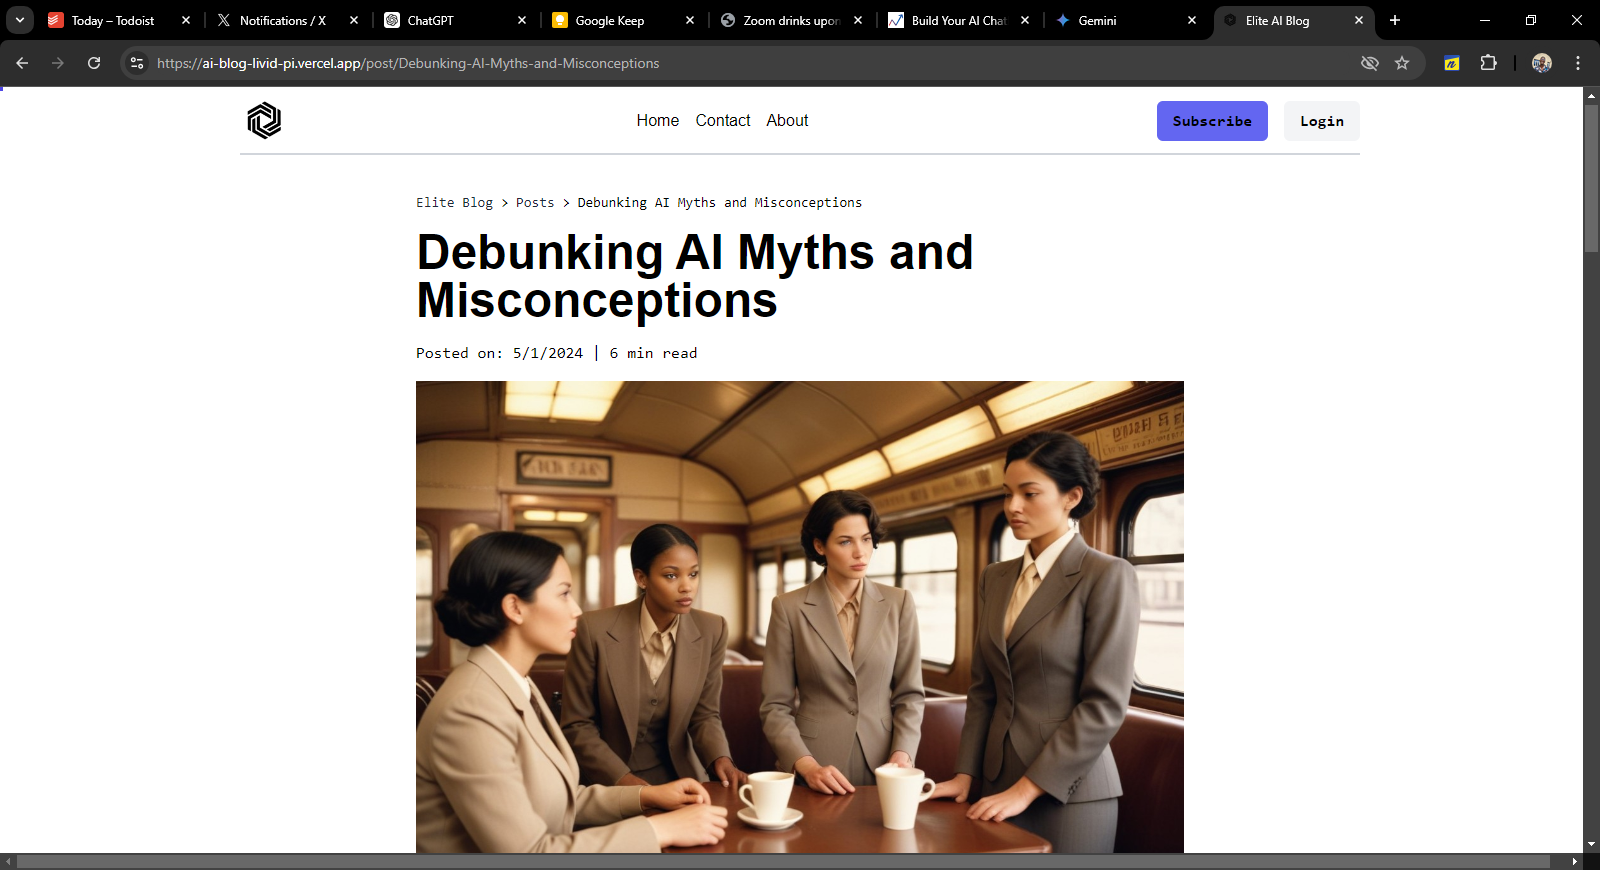 Today – Todoist
Notifications / X
ChatGPT
Google Keep
Zoom drinks upon
Build Your AI Chat
Gemini
Elite AI Blog
https://ai-blog-livid-pi.vercel.app/post/Debunking-AI-Myths-and-Misconceptions
Home Contact About
Subscribe Login
Elite Blog > Posts > Debunking AI Myths and Misconceptions
Debunking AI Myths and
Misconceptions
Posted on: 5/1/2024 | 6 min read